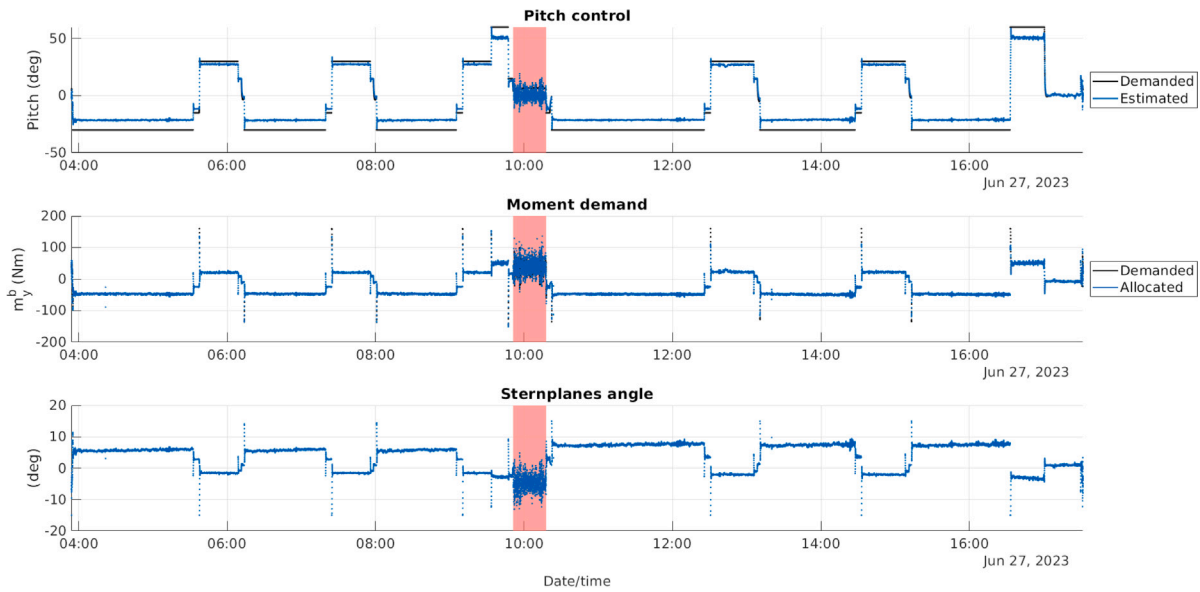 Pitch control
Pitch (deg)
50
0
-50
04:00 06:00 08:00 10:00 12:00 14:00 16:00
Jun 27, 2023
Demanded
Estimated
Moment demand
m_y^b (Nm)
200
100
0
-100
-200
04:00 06:00 08:00 10:00 12:00 14:00 16:00
Jun 27, 2023
Demanded
Allocated
Sternplanes angle
(deg)
20
10
0
-10
-20
04:00 06:00 08:00 10:00 12:00 14:00 16:00
Jun 27, 2023
Date/time